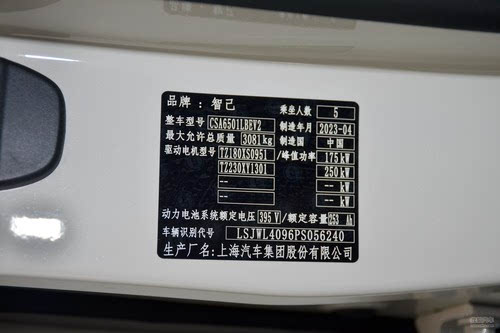 品牌：智己 乘坐人数 5
整车型号 CSA6501LBEV2 制造年月 2023-04
最大允许总质量 3081kg 制造国 中国
驱动电机型号 TZ180XS0951 /峰值功率 175kW
TZ230XY1301 250kW
-- --kW
-- --kW
动力电池系统额定电压 395V/额定容量 253Ah
车辆识别代号 LSJWL4096PS056240
生产厂名：上海汽车集团股份有限公司